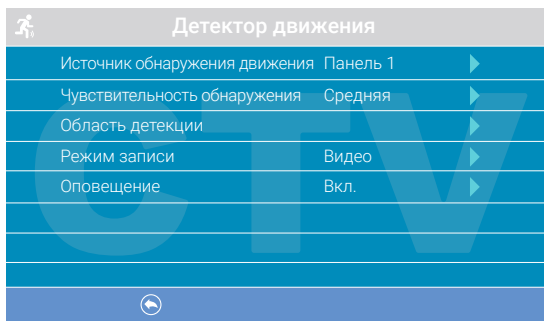 Детектор движения
Источник обнаружения движения Панель 1
Чувствительность обнаружения Средняя
Область детекции
Режим записи Видео
Оповещение Вкл.
CTV